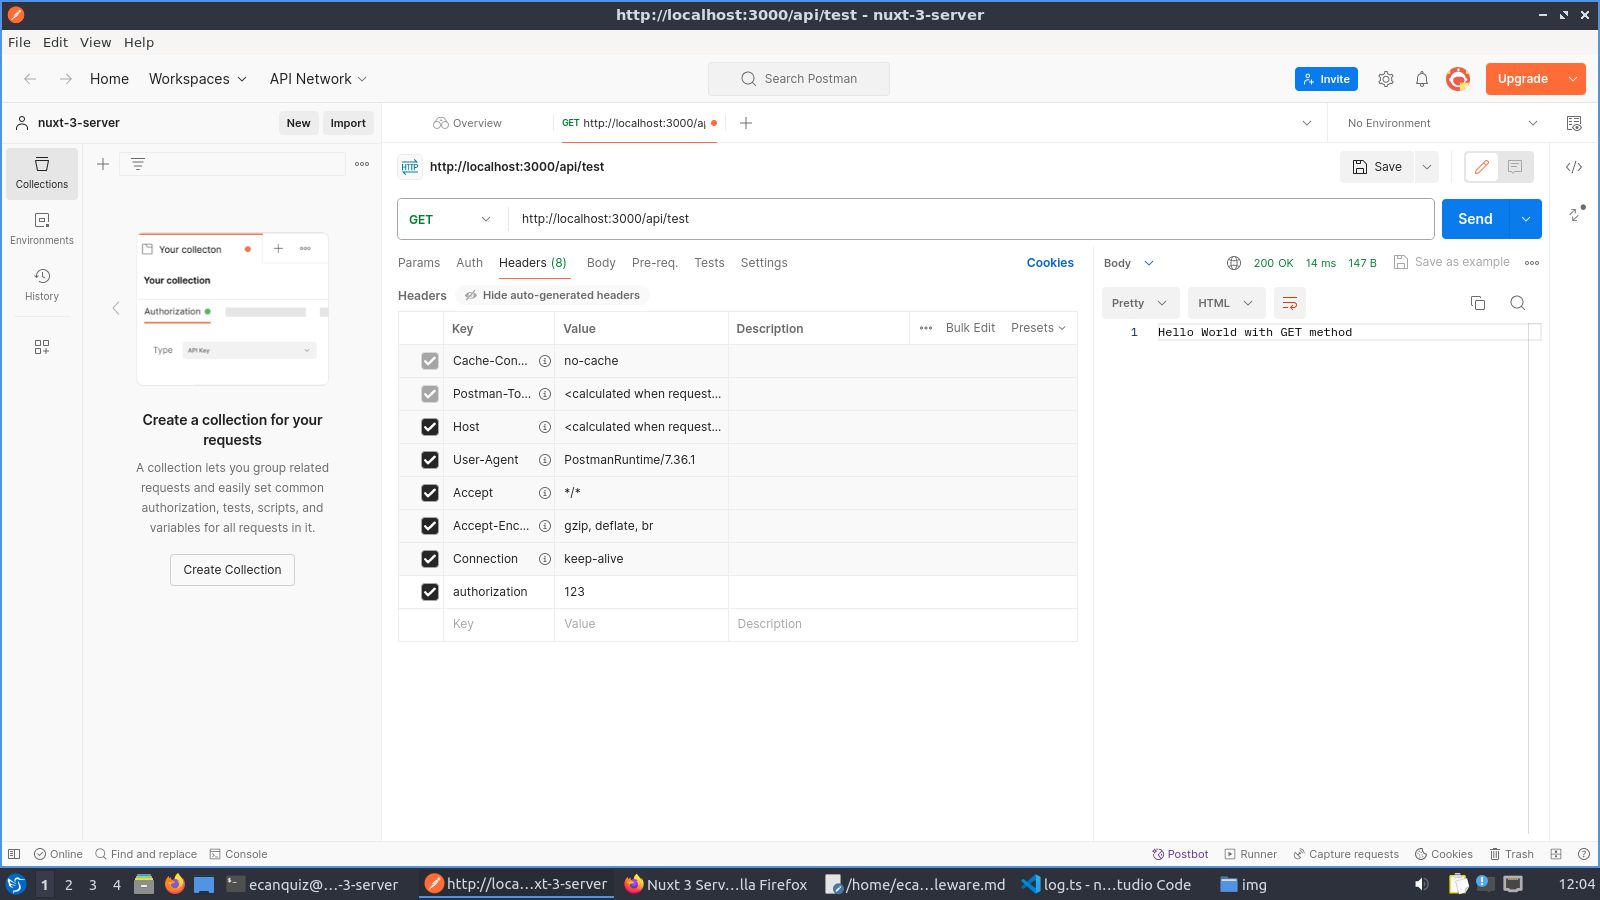 http://localhost:3000/api/test - nuxt-3-server
File Edit View Help
Home Workspaces API Network Search Postman Invite Upgrade
nuxt-3-server New Import Overview GET http://localhost:3000/ap No Environment
Collections
Environments
History
Your collecton
Your collection
Authorization
Type API Key
Create a collection for your
requests
A collection lets you group related
requests and easily set common
authorization, tests, scripts, and
variables for all requests in it.
Create Collection
HTTP http://localhost:3000/api/test Save
GET http://localhost:3000/api/test Send
Params Auth Headers (8) Body Pre-req. Tests Settings Cookies
Headers Hide auto-generated headers
Key Value Description Bulk Edit Presets
Cache-Con... no-cache
Postman-To... <calculated when request...
Host <calculated when request...
User-Agent PostmanRuntime/7.36.1
Accept */*
Accept-Enc... gzip, deflate, br
Connection keep-alive
authorization 123
Key Value Description
Body 200 OK 14 ms 147 B Save as example
Pretty HTML
1 Hello World with GET method
Online Find and replace Console Postbot Runner Capture requests Cookies Trash
1 2 3 4 ecanquiz@...-3-server http://loca...xt-3-server Nuxt 3 Serv...lla Firefox /home/eca...leware.md log.ts - n...tudio Code img 12:04